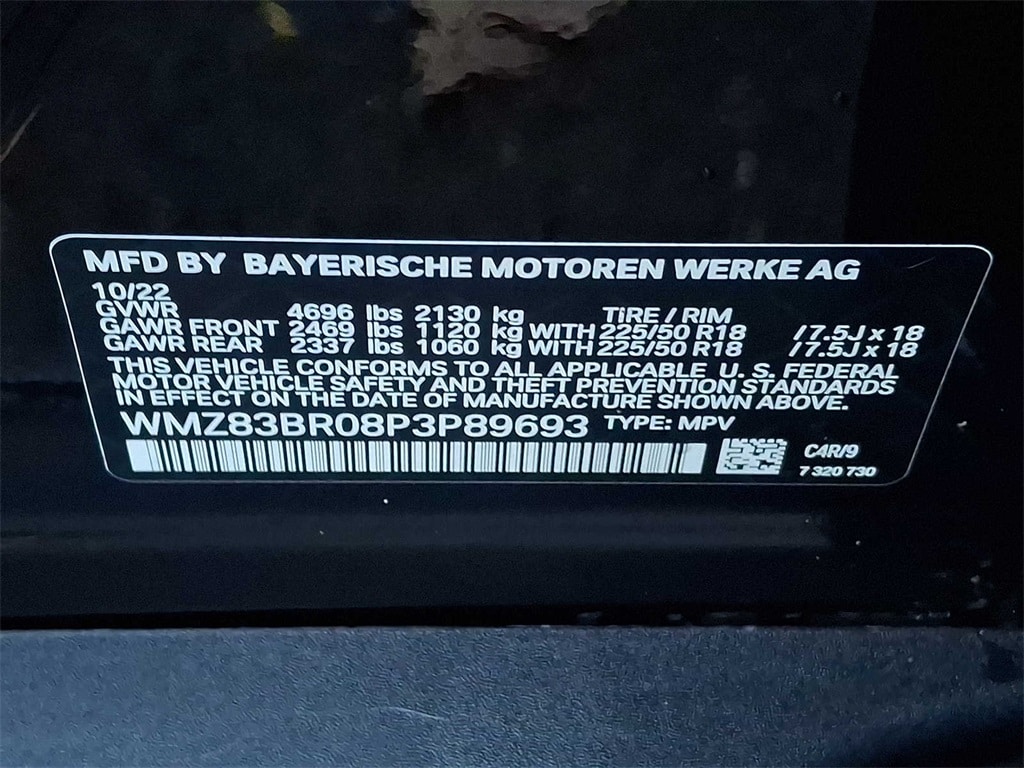 MFD BY BAYERISCHE MOTOREN WERKE AG
10/22
GVWR 4696 lbs 2130 kg TIRE / RIM
GAWR FRONT 2469 lbs 1120 kg WITH 225/50 R18 /7.5J x 18
GAWR REAR 2337 lbs 1060 kg WITH 225/50 R18 /7.5J x 18
THIS VEHICLE CONFORMS TO ALL APPLICABLE U. S. FEDERAL
MOTOR VEHICLE SAFETY AND THEFT PREVENTION STANDARDS
IN EFFECT ON THE DATE OF MANUFACTURE SHOWN ABOVE.
WMZ83BR08P3P89693 TYPE: MPV
C4R/9
7 320 730